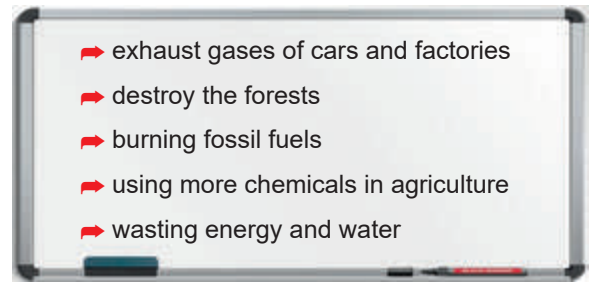 exhaust gases of cars and factories
destroy the forests
burning fossil fuels
using more chemicals in agriculture
wasting energy and water